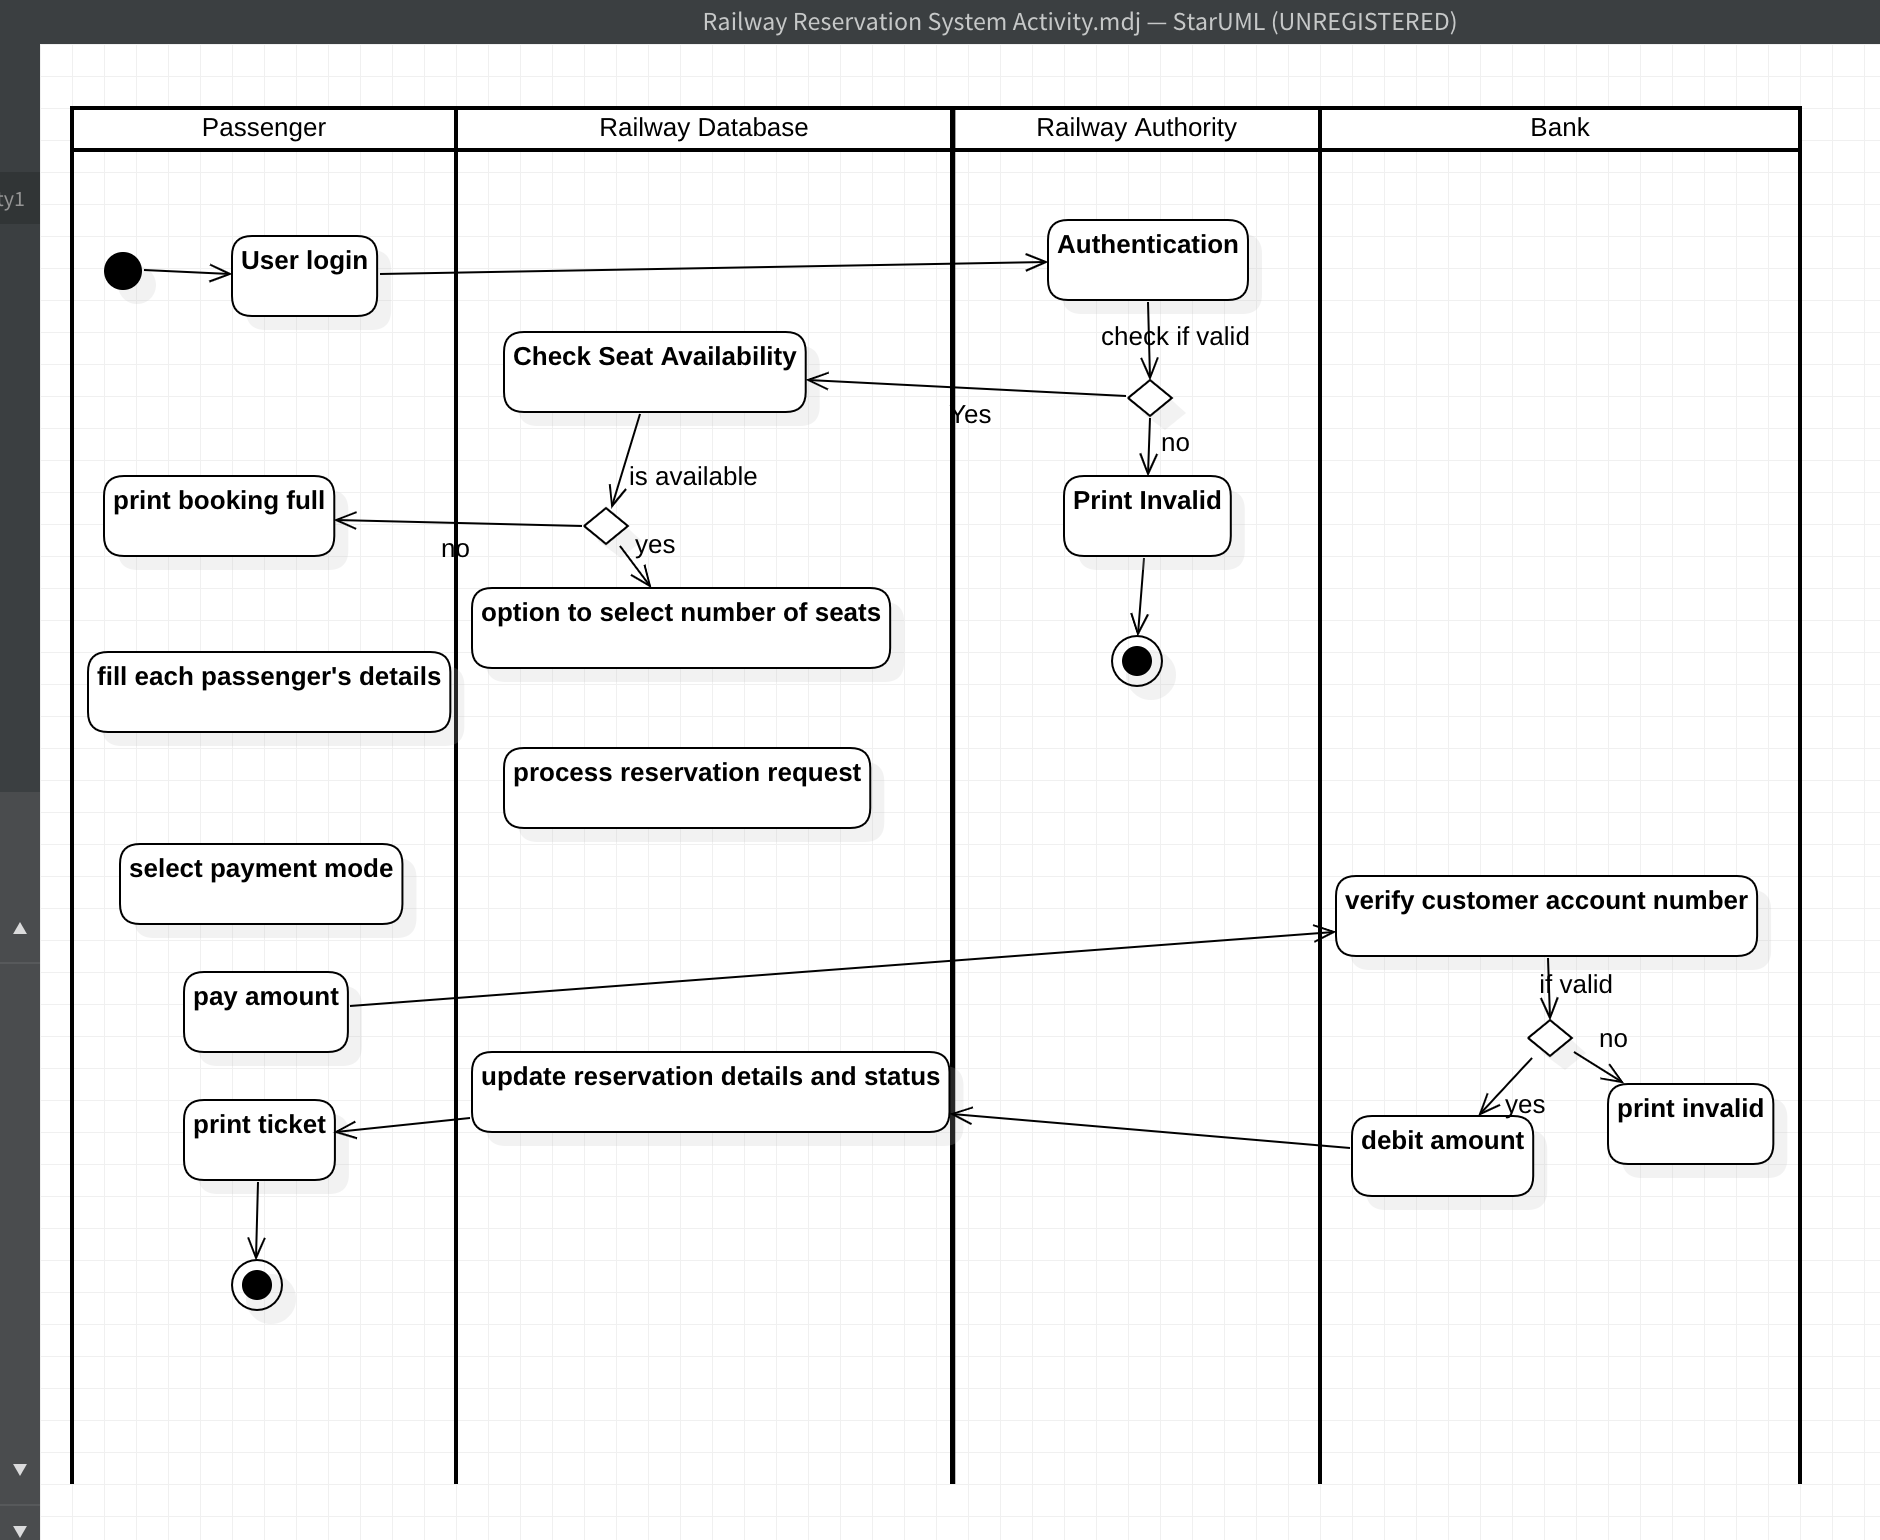 Railway Reservation System Activity.mdj — StarUML (UNREGISTERED)
Passenger
Railway Database
Railway Authority
Bank
ty1
User login
Authentication
check if valid
Check Seat Availability
Yes
no
is available
print booking full
Print Invalid
no
yes
option to select number of seats
fill each passenger's details
process reservation request
select payment mode
verify customer account number
if valid
pay amount
no
update reservation details and status
yes
print invalid
print ticket
debit amount